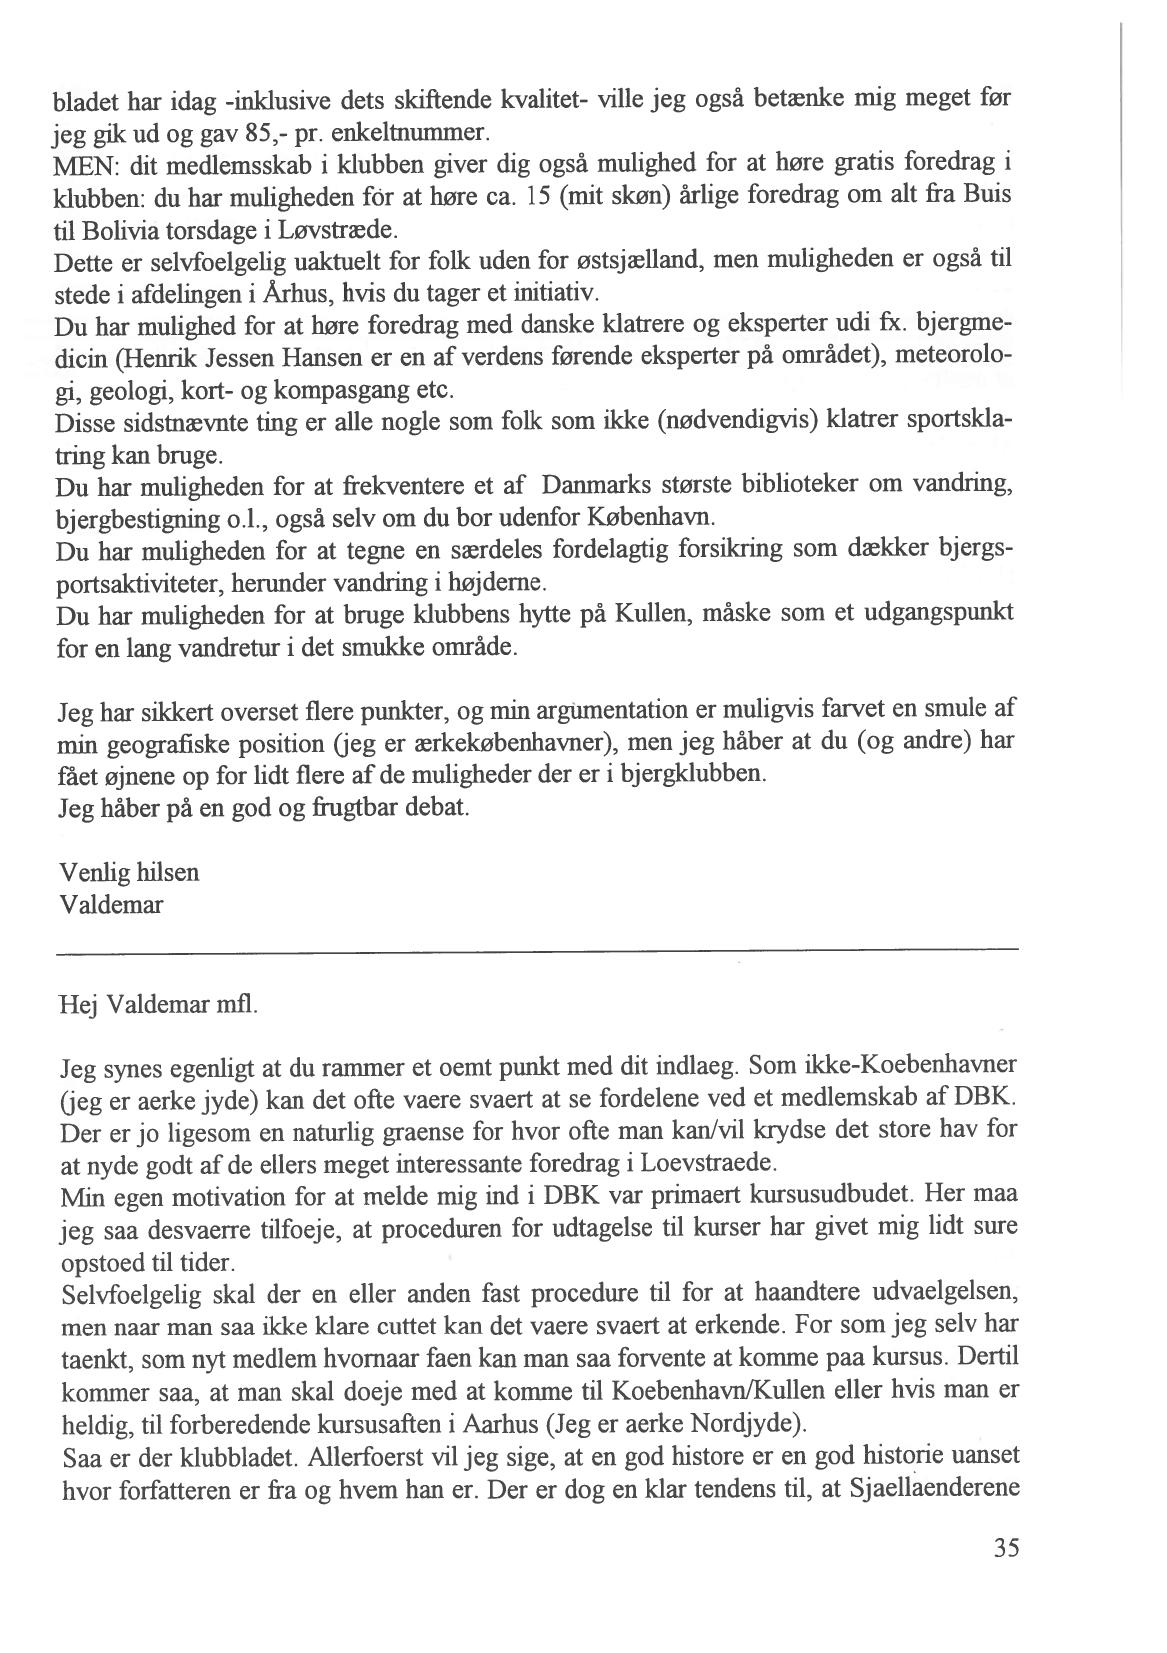 bladet har idag -inklusive dets skiftende kvalitet- ville jeg også betænke mig meget før
jeg gik ud og gav 85,- pr. enkeltnummer.
MEN: dit medlemsskab i klubben giver dig også mulighed for at høre gratis foredrag i
klubben: du har muligheden for at høre ca. 15 (mit skøn) årlige foredrag om alt fra Buis
til Bolivia torsdage i Løvstræde.
Dette er selvfoelgelig uaktuelt for folk uden for østsjælland, men muligheden er også til
stede i afdelingen i Århus, hvis du tager et initiativ.
Du har mulighed for at høre foredrag med danske klatrere og eksperter udi fx. bjergme-
dicin (Henrik Jessen Hansen er en af verdens førende eksperter på området), meteorolo-
gi, geologi, kort- og kompasgang etc.
Disse sidstnævnte ting er alle nogle som folk som ikke (nødvendigvis) klatrer sportskla-
tring kan bruge.
Du har muligheden for at frekventere et af Danmarks største biblioteker om vandring,
bjergbestigning o.l., også selv om du bor udenfor København.
Du har muligheden for at tegne en særdeles fordelagtig forsikring som dækker bjergs-
portsaktiviteter, herunder vandring i højderne.
Du har muligheden for at bruge klubbens hytte på Kullen, måske som et udgangspunkt
for en lang vandretur i det smukke område.
Jeg har sikkert overset flere punkter, og min argumentation er muligvis farvet en smule af
min geografiske position (jeg er ærkekøbenhavner), men jeg håber at du (og andre) har
fået øjnene op for lidt flere af de muligheder der er i bjergklubben.
Jeg håber på en god og frugtbar debat.
Venlig hilsen
Valdemar
Hej Valdemar mfl.
Jeg synes egenligt at du rammer et oemt punkt med dit indlaeg. Som ikke-Koebenhavner
(jeg er aerke jyde) kan det ofte vaere svaert at se fordelene ved et medlemskab af DBK.
Der er jo ligesom en naturlig graense for hvor ofte man kan/vil krydse det store hav for
at nyde godt af de ellers meget interessante foredrag i Loevstraede.
Min egen motivation for at melde mig ind i DBK var primaert kursusudbudet. Her maa
jeg saa desvaerre tilfoeje, at proceduren for udtagelse til kurser har givet mig lidt sure
opstoed til tider.
Selvfoelgelig skal der en eller anden fast procedure til for at haandtere udvaelgelsen,
men naar man saa ikke klare cuttet kan det vaere svaert at erkende. For som jeg selv har
taenkt, som nyt medlem hvornaar faen kan man saa forvente at komme paa kursus. Dertil
kommer saa, at man skal doeje med at komme til Koebenhavn/Kullen eller hvis man er
heldig, til forberedende kursusaften i Aarhus (Jeg er aerke Nordjyde).
Saa er der klubbladet. Allerfoerst vil jeg sige, at en god histore er en god historie uanset
hvor forfatteren er fra og hvem han er. Der er dog en klar tendens til, at Sjaellaenderene
35